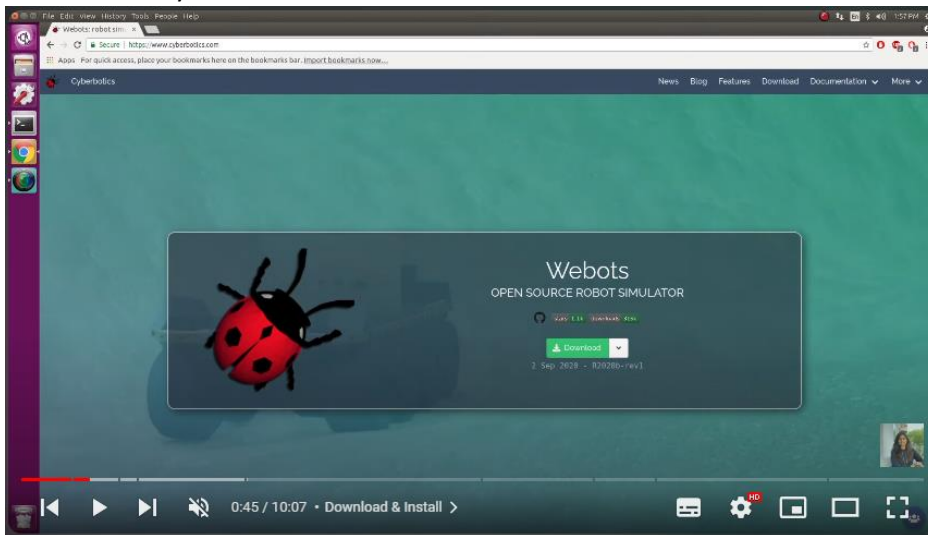 File Edit View History Tools People Help
1:57 PM
Webots: robot sim
Secure | https://www.cyberbotics.com
Apps For quick access, place your bookmarks here on the bookmarks bar. Import bookmarks now...
Cyberbotics News Blog Features Download Documentation More
Webots
OPEN SOURCE ROBOT SIMULATOR
Download
2 Sep 2020 - R2020b-rev1
0:45 / 10:07 • Download & Install >
HD